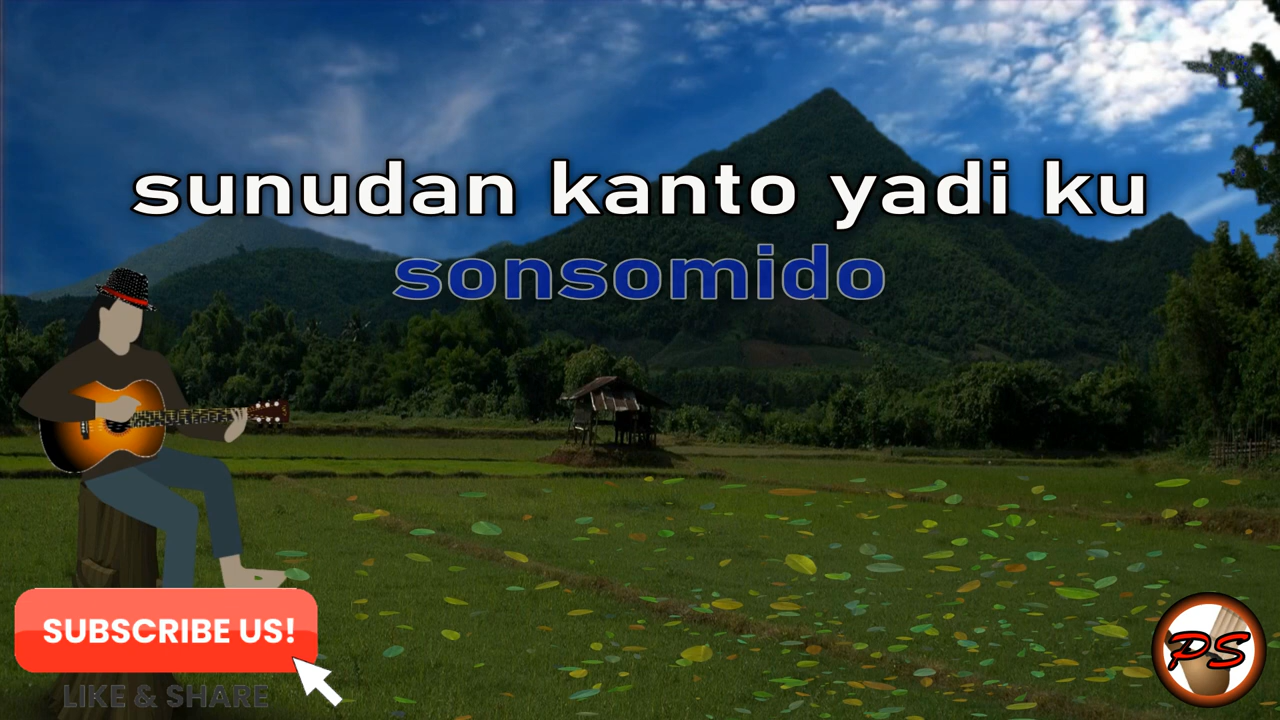 sunudan kanto yadi ku
sonsomido
SUBSCRIBE US!
LIKE & SHARE
PS